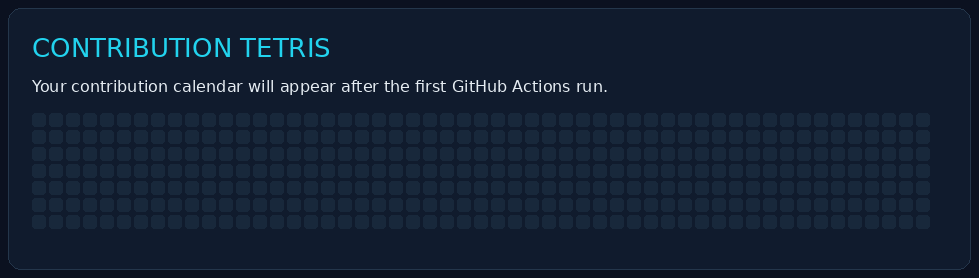 CONTRIBUTION TETRIS
Your contribution calendar will appear after the first GitHub Actions run.